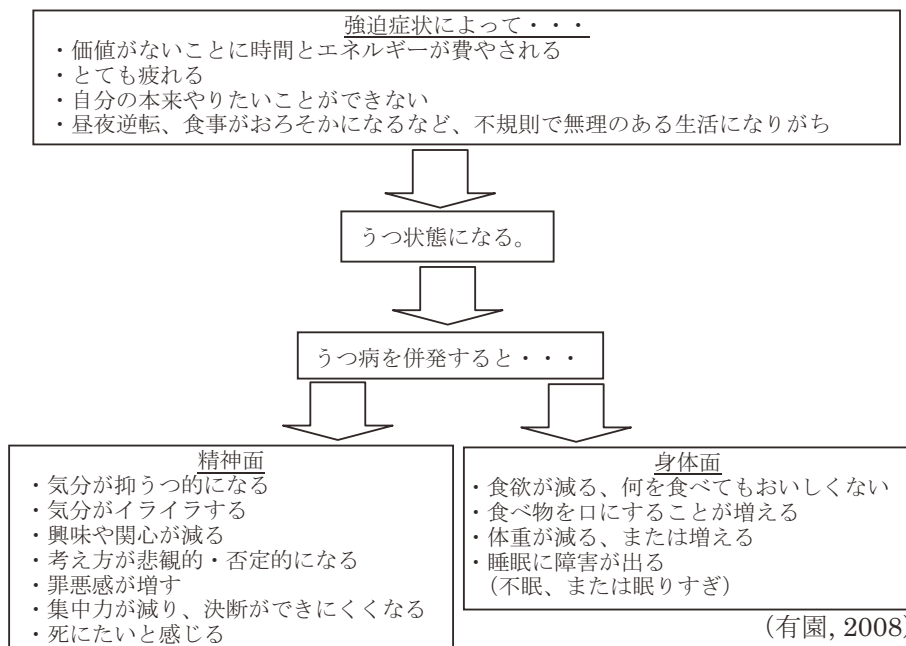 強迫症状によって・・・
・価値がないことに時間とエネルギーが費やされる
・とても疲れる
・自分の本来やりたいことができない
・昼夜逆転、食事がおろそかになるなど、不規則で無理のある生活になりがち
うつ状態になる。
うつ病を併発すると・・・
精神面
・気分が抑うつ的になる
・気分がイライラする
・興味や関心が減る
・考え方が悲観的・否定的になる
・罪悪感が増す
・集中力が減り、決断ができにくくなる
・死にたいと感じる
身体面
・食欲が減る、何を食べてもおいしくない
・食べ物を口にすることが増える
・体重が減る、または増える
・睡眠に障害が出る
(不眠、または眠りすぎ)
(有園, 2008)